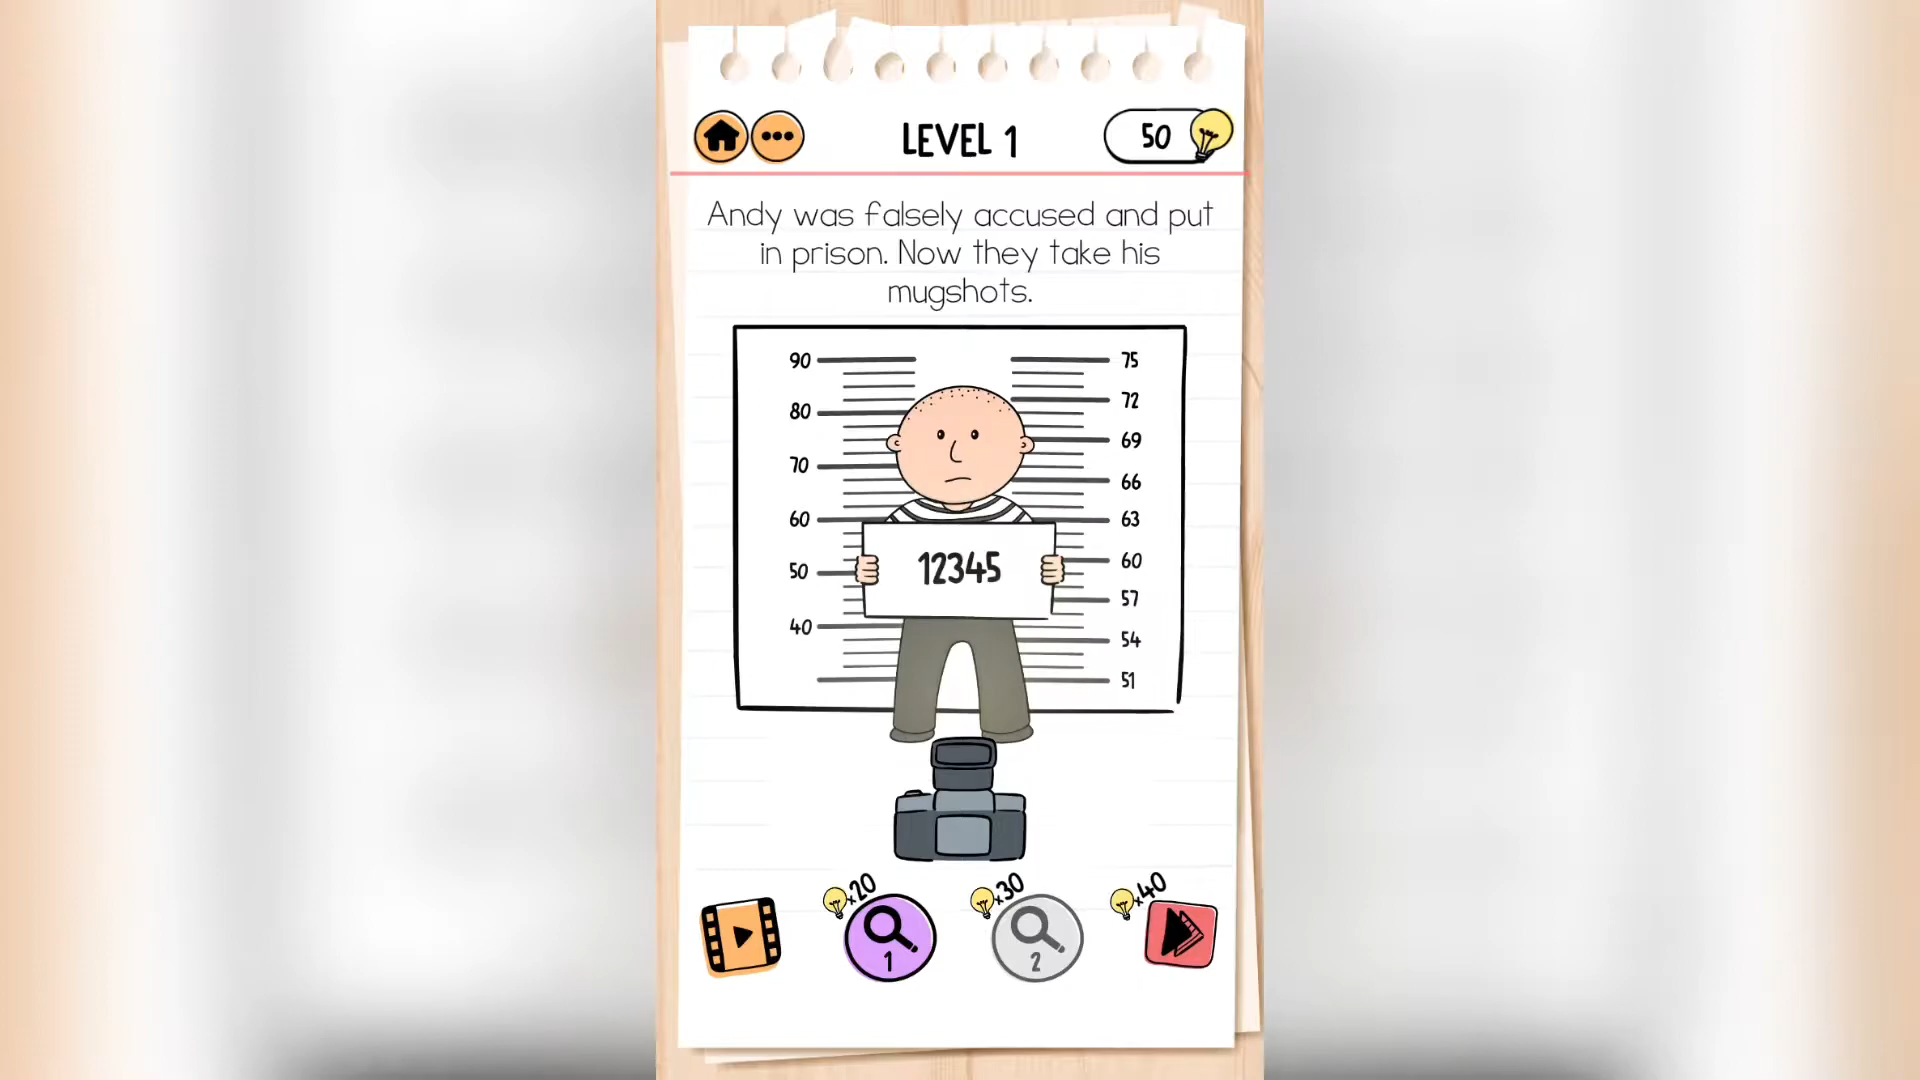 LEVEL 1
50
Andy was falsely accused and put
in prison. Now they take his
mugshots.
90 75
80 72
69
70
66
60 63
50 12345 60
57
40
54
51
x20
x30
x40
1
2